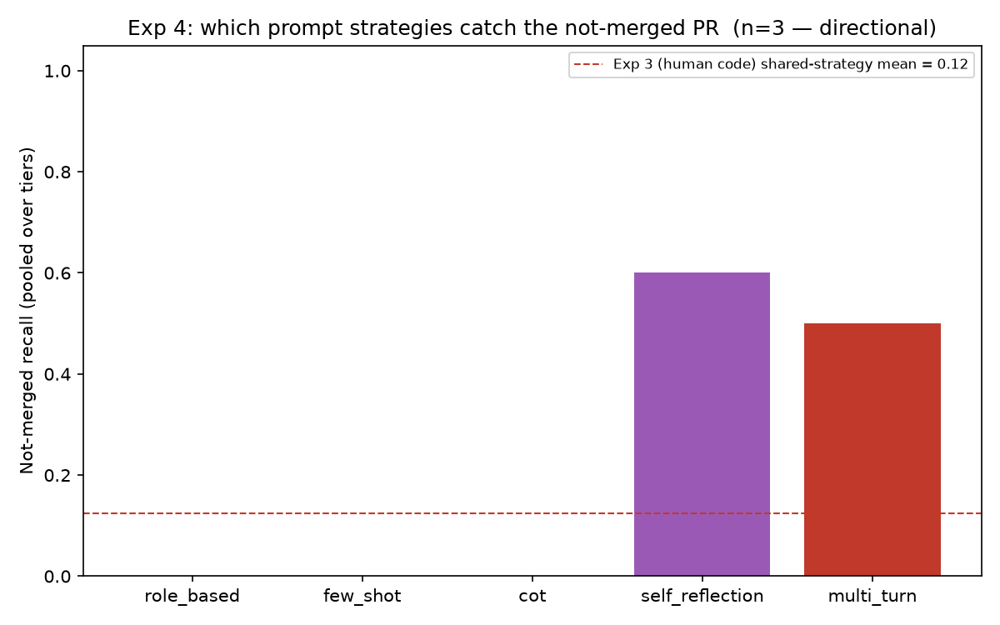 Exp 4: which prompt strategies catch the not-merged PR (n=3 — directional)
Exp 3 (human code) shared-strategy mean = 0.12
Not-merged recall (pooled over tiers)
1.0
0.8
0.6
0.4
0.2
0.0
role_based few_shot cot self_reflection multi_turn